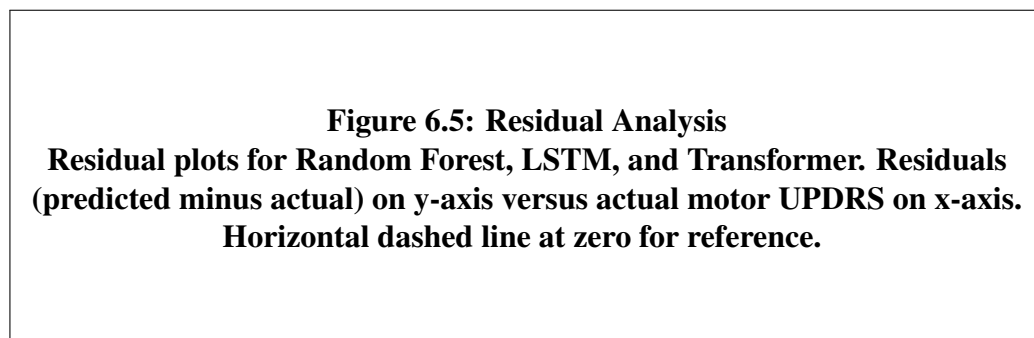 Figure 6.5: Residual Analysis
Residual plots for Random Forest, LSTM, and Transformer. Residuals
(predicted minus actual) on y-axis versus actual motor UPDRS on x-axis.
Horizontal dashed line at zero for reference.